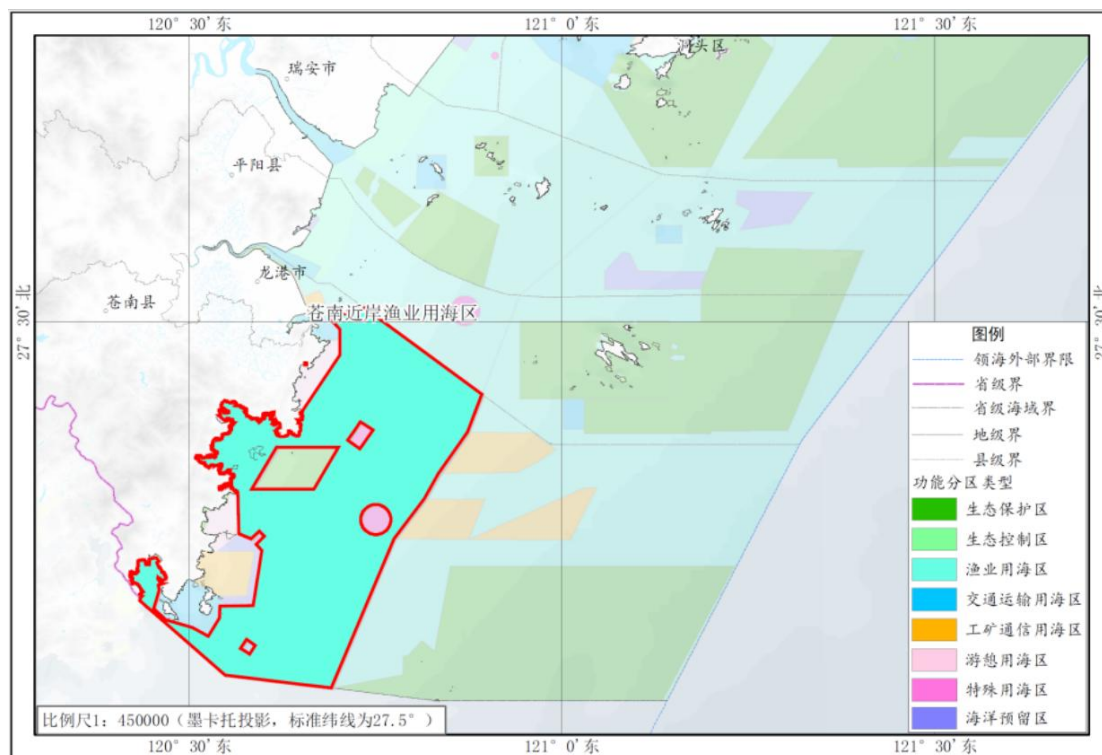 120° 30′东
121° 0′东
121° 30′东
洞头区
瑞安市
平阳县
龙港市
苍南县
苍南近岸渔业用海区
27° 30′北
27° 30′北
图例
领海外部界限
省级界
省级海域界
地级界
县级界
功能分区类型
生态保护区
生态控制区
渔业用海区
交通运输用海区
工矿通信用海区
游憩用海区
特殊用海区
海洋预留区
比例尺1：450000（墨卡托投影，标准纬线为27.5°）
120° 30′东
121° 0′东
121° 30′东